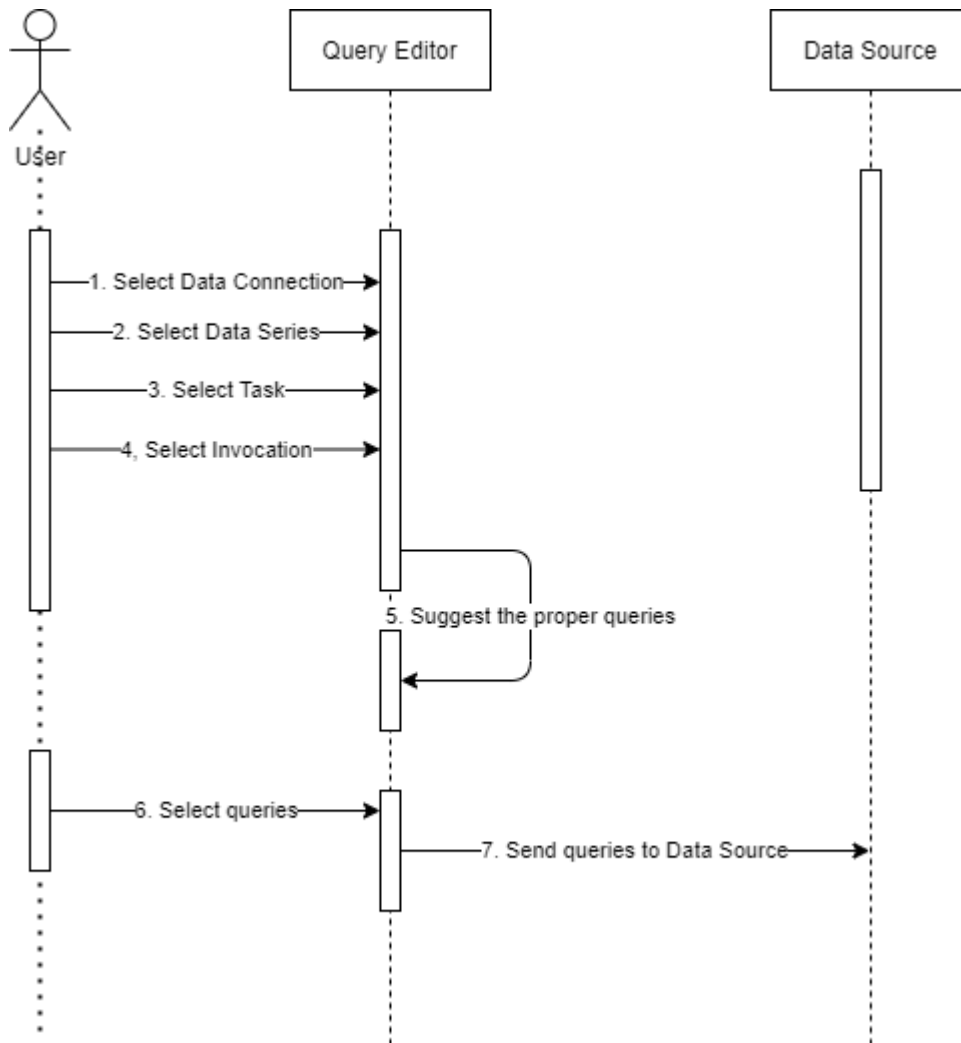 Query Editor
Data Source
User
1. Select Data Connection
2. Select Data Series
3. Select Task
4, Select Invocation
5. Suggest the proper queries
6. Select queries
7. Send queries to Data Source